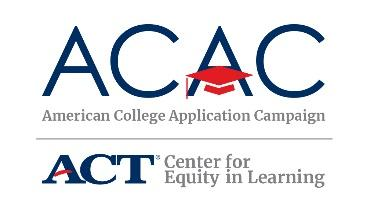 ACAC
American College Application Campaign
ACT® Center for
Equity in Learning